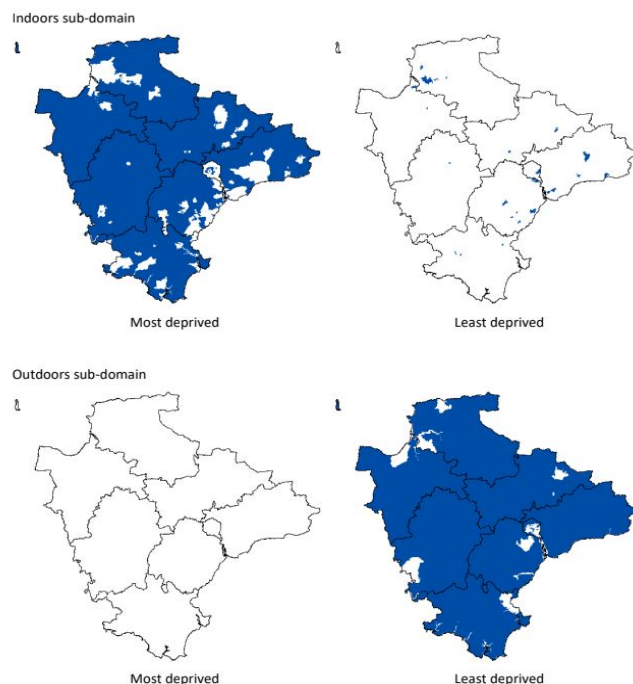 Indoors sub-domain
Most deprived
Least deprived
Outdoors sub-domain
Most deprived
Least deprived